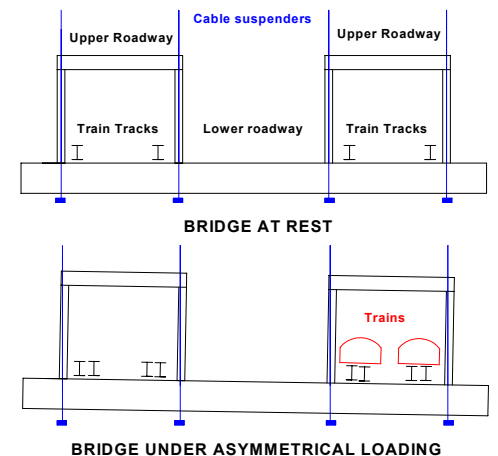 Cable suspenders
Upper Roadway
Upper Roadway
Train Tracks
Lower roadway
Train Tracks
BRIDGE AT REST
Trains
BRIDGE UNDER ASYMMETRICAL LOADING